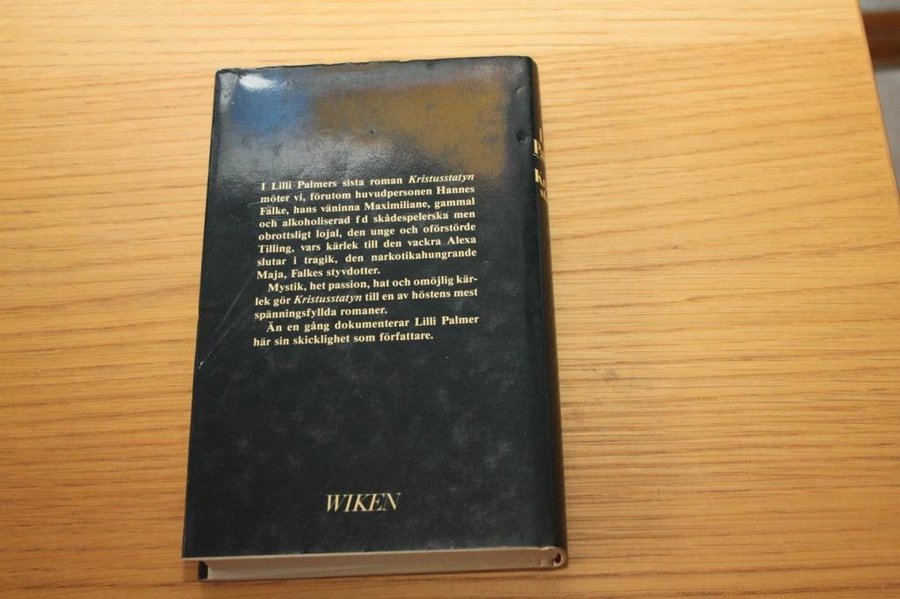 I Lilli Palmers sista roman Kristusstatyn
möter vi, förutom huvudpersonen Hannes
Falke, hans väninna Maximiliane, gammal
och alkoholiserad f d skådespelerska men
obrottsligt lojal, den unge och oförstörde
Tilling, vars kärlek till den vackra Alexa
slutar i tragik, den narkotikahungrande
Maja, Falkes styvdotter.
Mystik, het passion, hat och omöjlig kär-
lek gör Kristusstatyn till en av höstens mest
spänningsfyllda romaner.
Än en gång dokumenterar Lilli Palmer
här sin skicklighet som författare.
WIKEN